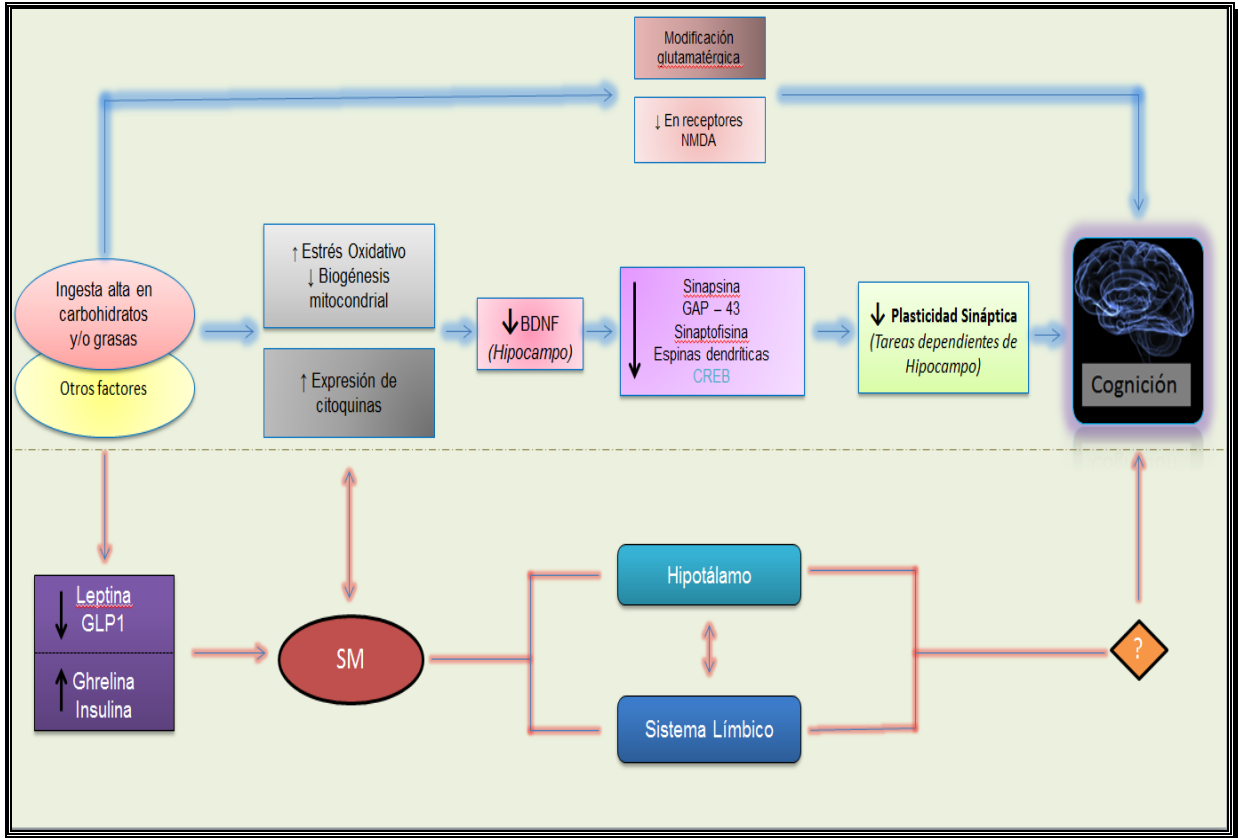 Modificación
glutamatérgica
↓ En receptores
NMDA
Ingesta alta en
carbohidratos
y/o grasas
Otros factores
↑ Estrés Oxidativo
↓ Biogénesis
mitocondrial
↑ Expresión de
citoquinas
↓BDNF
(Hipocampo)
↓ Sinapsina
GAP – 43
Sinaptofisina
Espinas dendríticas
CREB
↓ Plasticidad Sináptica
(Tareas dependientes de
Hipocampo)
Cognición
↓ Leptina
GLP1
↑ Ghrelina
Insulina
SM
Hipotálamo
Sistema Límbico
?